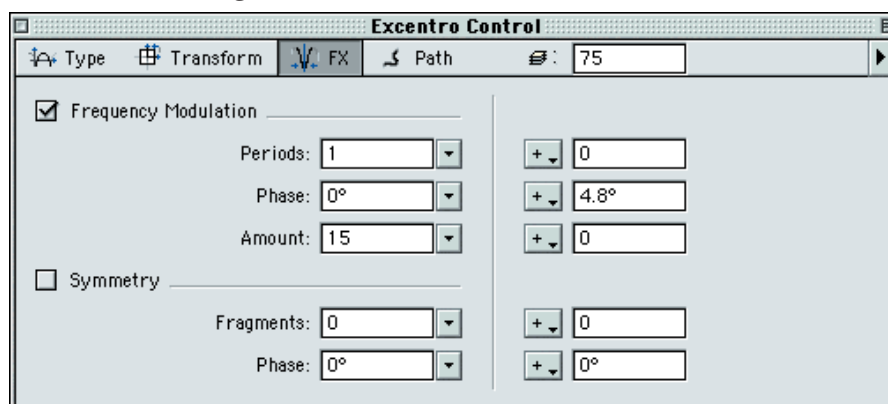 Excentro Control
Type Transform FX Path : 75
Frequency Modulation
Periods: 1 + 0
Phase: 0° + 4.8°
Amount: 15 + 0
Symmetry
Fragments: 0 + 0
Phase: 0° + 0°